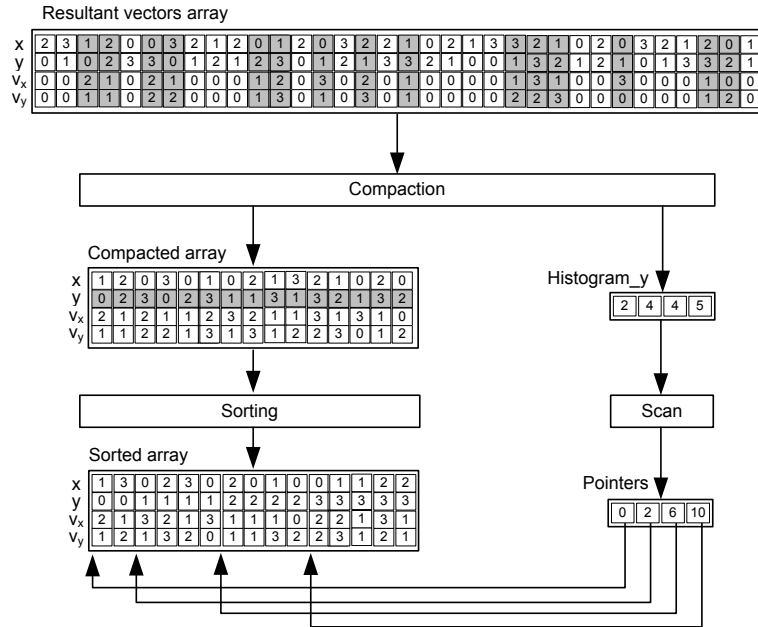 Resultant vectors array
x 2 3 1 2 0 0 3 2 1 2 0 1 2 0 3 2 2 1 0 2 1 3 3 2 1 0 2 0 3 2 1 2 0 1
y 0 1 0 2 3 3 0 1 2 1 2 3 0 1 2 1 3 3 2 1 0 0 1 3 2 1 2 1 0 1 3 3 2 1
vx 0 0 2 1 0 2 1 0 0 0 1 2 0 3 0 2 0 1 0 0 0 0 1 3 1 0 0 3 0 0 0 1 0 0
vy 0 0 1 1 0 2 2 0 0 0 1 3 0 1 0 3 0 1 0 0 0 0 2 2 3 0 0 0 0 0 0 1 2 0
Compaction
Compacted array
x 1 2 0 3 0 1 0 2 1 3 2 1 0 2 0
y 0 2 3 0 2 3 1 1 3 1 3 2 1 3 2
vx 2 1 2 1 1 2 3 2 1 1 3 1 3 1 0
vy 1 1 2 2 1 3 1 3 1 2 2 3 0 1 2
Histogram_y
2 4 4 5
Sorting
Scan
Sorted array
x 1 3 0 2 3 0 2 0 1 0 0 1 1 2 2
y 0 0 1 1 1 1 2 2 2 2 3 3 3 3 3
vx 2 1 3 2 1 3 1 1 1 0 2 2 1 3 1
vy 1 2 1 3 2 0 1 1 3 2 2 3 1 2 1
Pointers
0 2 6 10